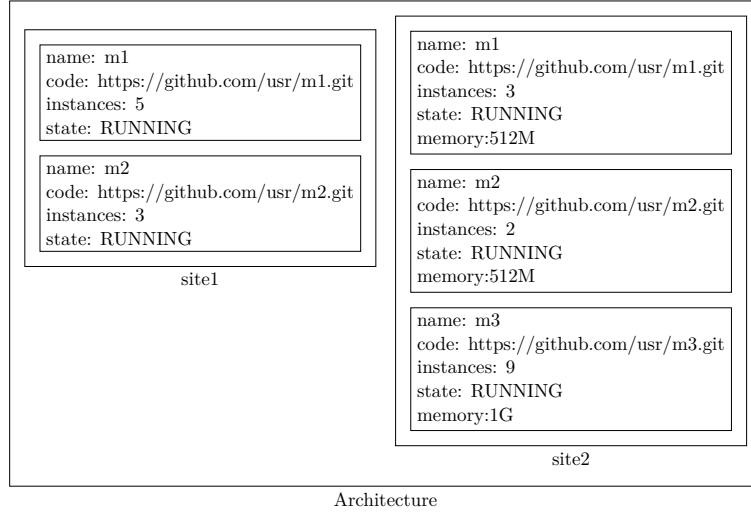 name: m1
code: https://github.com/usr/m1.git
instances: 5
state: RUNNING
name: m2
code: https://github.com/usr/m2.git
instances: 3
state: RUNNING
site1
name: m1
code: https://github.com/usr/m1.git
instances: 3
state: RUNNING
memory:512M
name: m2
code: https://github.com/usr/m2.git
instances: 2
state: RUNNING
memory:512M
name: m3
code: https://github.com/usr/m3.git
instances: 9
state: RUNNING
memory:1G
site2
Architecture